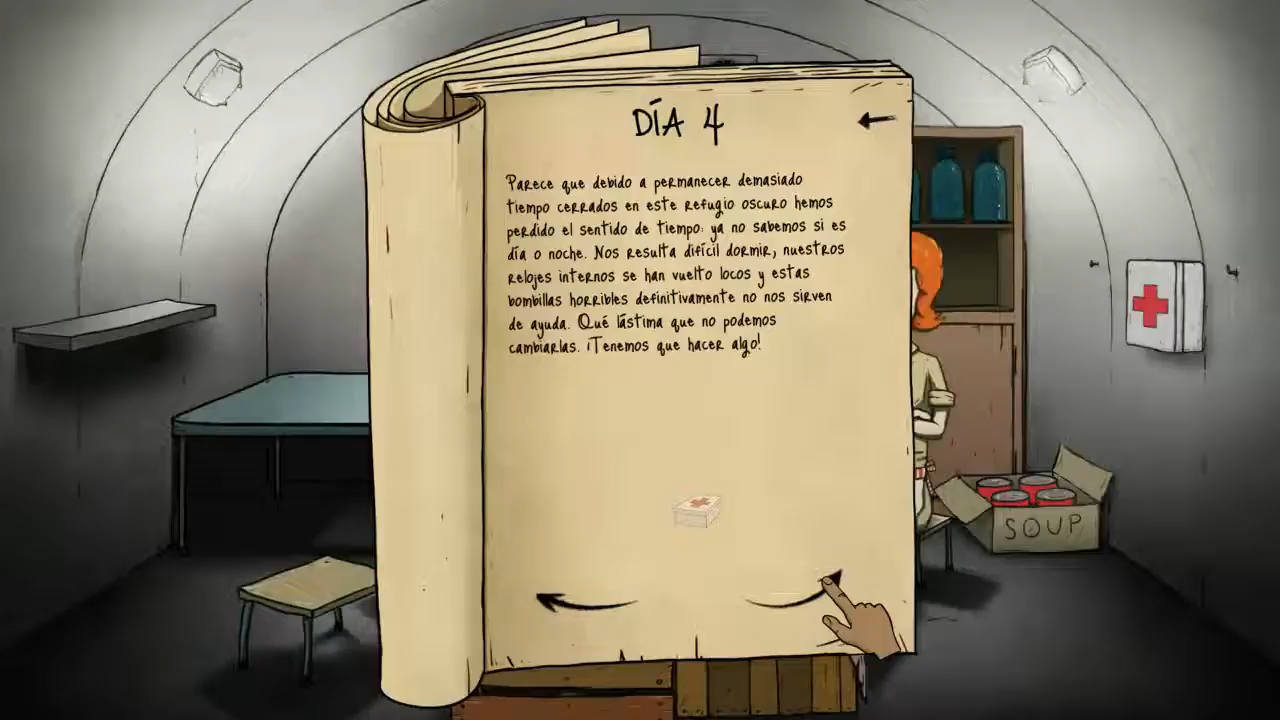 DÍA 4
Parece que debido a permanecer demasiado
tiempo cerrados en este refugio oscuro hemos
perdido el sentido de tiempo: ya no sabemos si es
día o noche. Nos resulta difícil dormir, nuestros
relojes internos se han vuelto locos y estas
bombillas horribles definitivamente no nos sirven
de ayuda. Qué lástima que no podemos
cambiarlas. ¡Tenemos que hacer algo!
SOUP